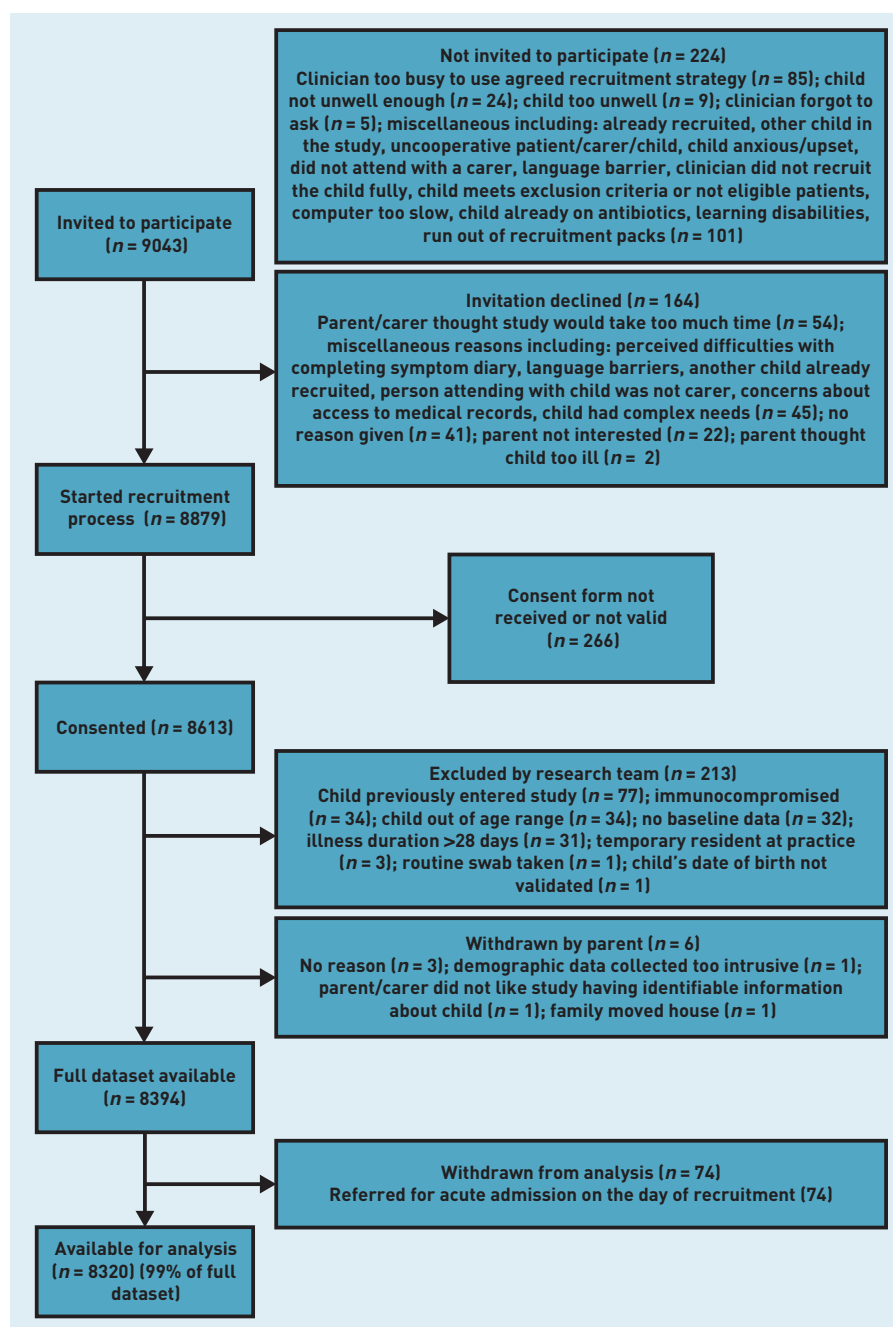 Not invited to participate (n = 224)
Clinician too busy to use agreed recruitment strategy (n = 85); child
not unwell enough (n = 24); child too unwell (n = 9); clinician forgot to
ask (n = 5); miscellaneous including: already recruited, other child in
the study, uncooperative patient/carer/child, child anxious/upset,
did not attend with a carer, language barrier, clinician did not recruit
the child fully, child meets exclusion criteria or not eligible patients,
computer too slow, child already on antibiotics, learning disabilities,
run out of recruitment packs (n = 101)
Invited to participate
(n = 9043)
Invitation declined (n = 164)
Parent/carer thought study would take too much time (n = 54);
miscellaneous reasons including: perceived difficulties with
completing symptom diary, language barriers, another child already
recruited, person attending with child was not carer, concerns about
access to medical records, child had complex needs (n = 45); no
reason given (n = 41); parent not interested (n = 22); parent thought
child too ill (n = 2)
Started recruitment
process (n = 8879)
Consent form not
received or not valid
(n = 266)
Consented (n = 8613)
Excluded by research team (n = 213)
Child previously entered study (n = 77); immunocompromised
(n = 34); child out of age range (n = 34); no baseline data (n = 32);
illness duration >28 days (n = 31); temporary resident at practice
(n = 3); routine swab taken (n = 1); child’s date of birth not
validated (n = 1)
Withdrawn by parent (n = 6)
No reason (n = 3); demographic data collected too intrusive (n = 1);
parent/carer did not like study having identifiable information
about child (n = 1); family moved house (n = 1)
Full dataset available
(n = 8394)
Withdrawn from analysis (n = 74)
Referred for acute admission on the day of recruitment (74)
Available for analysis
(n = 8320) (99% of full
dataset)